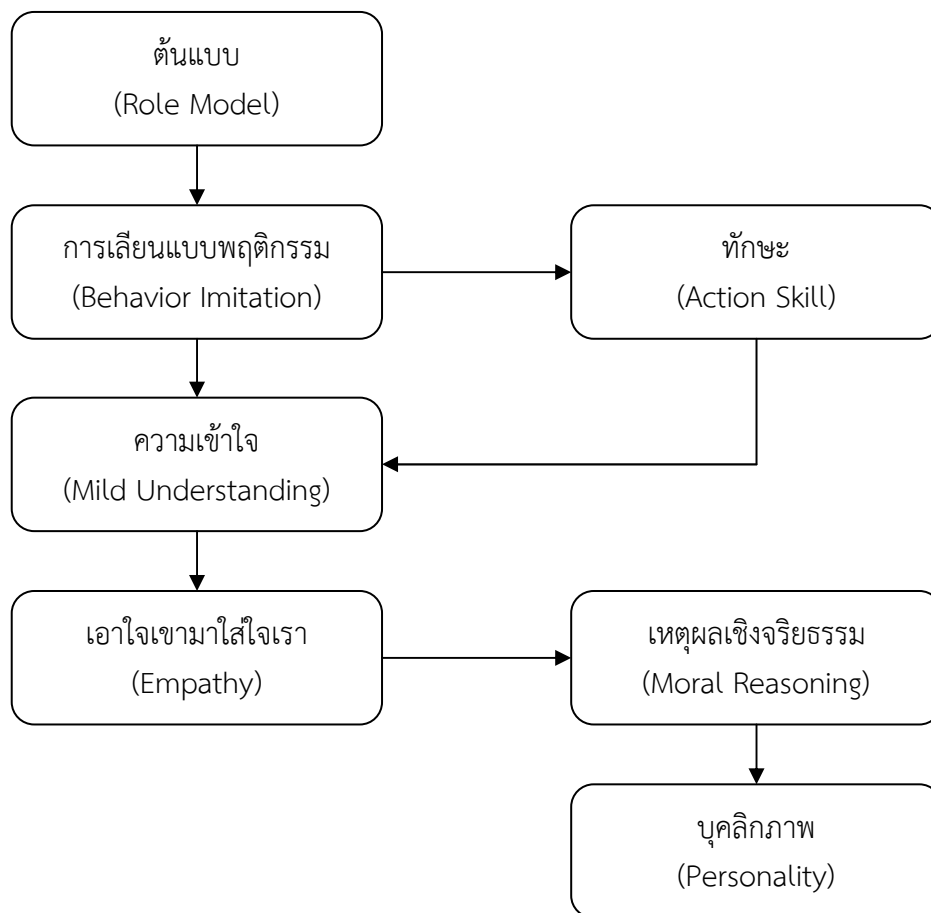 ต้นแบบ
(Role Model)
การเลียนแบบพฤติกรรม
(Behavior Imitation)
ทักษะ
(Action Skill)
ความเข้าใจ
(Mild Understanding)
เอาใจเขามาใส่ใจเรา
(Empathy)
เหตุผลเชิงจริยธรรม
(Moral Reasoning)
บุคลิกภาพ
(Personality)